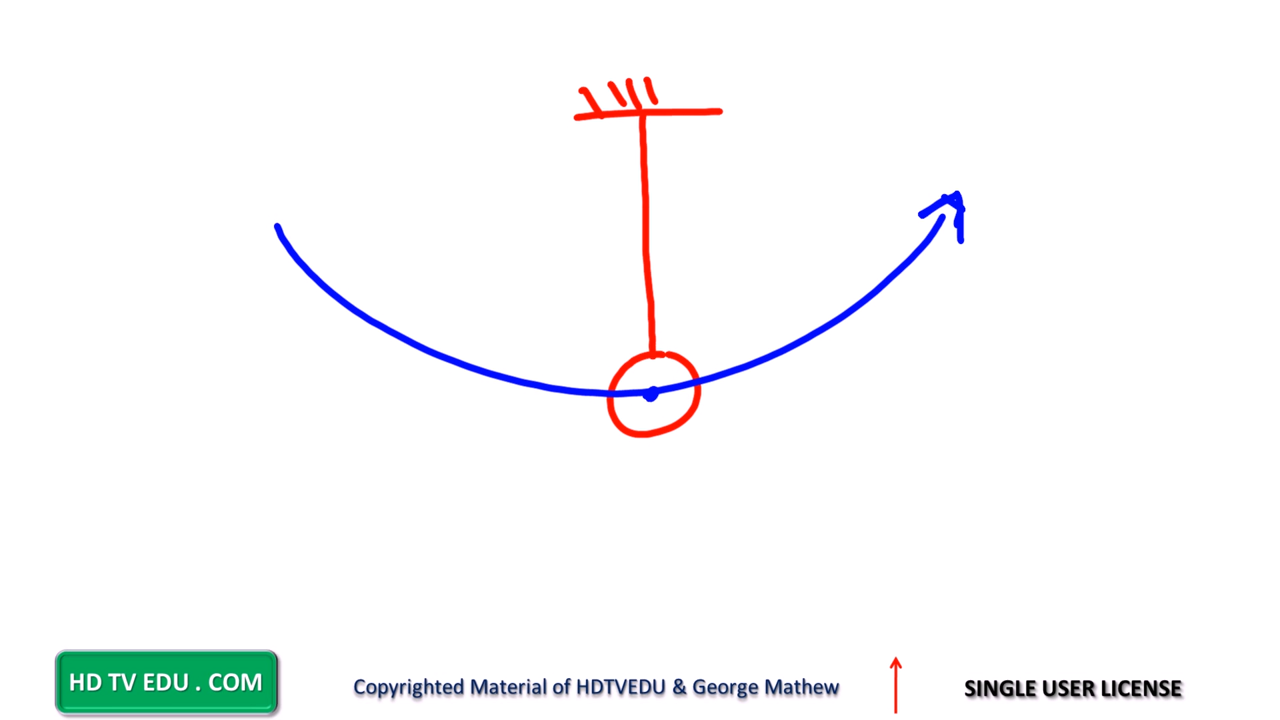 HD TV EDU . COM
Copyrighted Material of HDTVEDU & George Mathew
SINGLE USER LICENSE